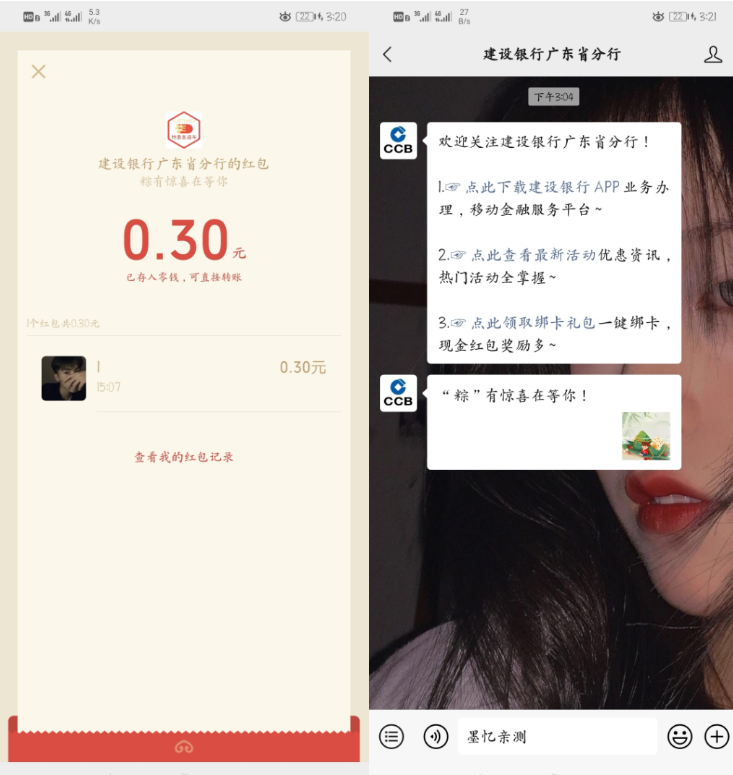 HD B 3G 4G 5.3 K/s 22 3:20
建设银行广东省分行的红包
粽有惊喜在等你
0.30元
已存入零钱，可直接转账
1个红包共0.30元
l 0.30元
15:07
查看我的红包记录
HD B 3G 4G 27 B/s 22 3:21
建设银行广东省分行
下午3:04
CCB
欢迎关注建设银行广东省分行！
1.☞点此下载建设银行APP业务办
理，移动金融服务平台~
2.☞点此查看最新活动优惠资讯，
热门活动全掌握~
3.☞点此领取绑卡礼包一键绑卡，
现金红包奖励多~
CCB
“粽”有惊喜在等你！
墨忆亲测